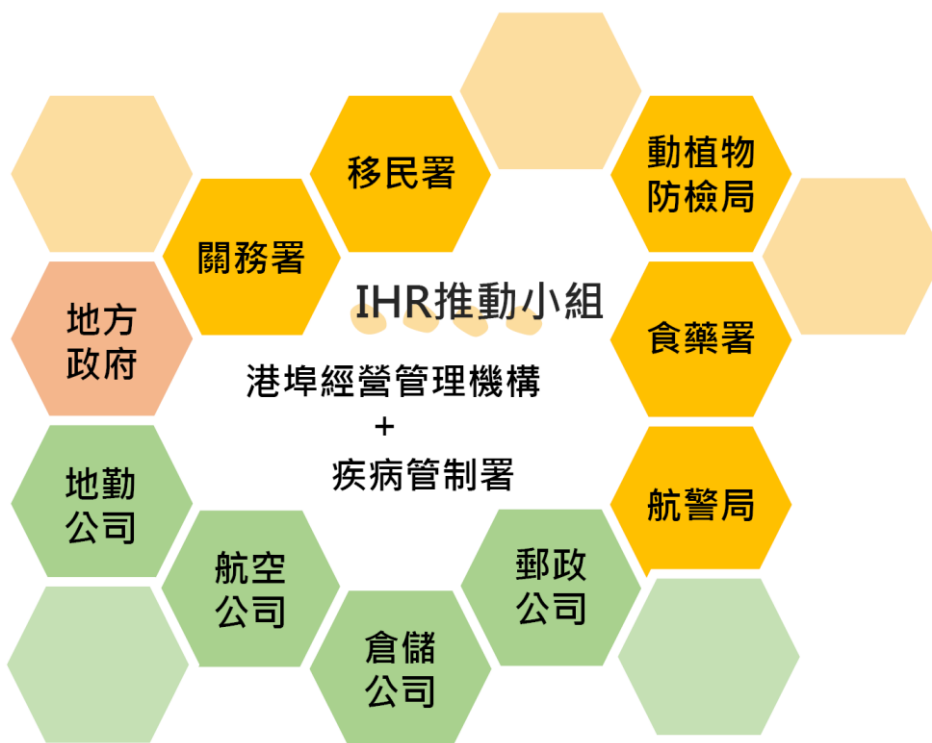 移民署
動植物
防檢局
關務署
IHR推動小組
地方
政府
食藥署
港埠經營管理機構
+
疾病管制署
地勤
公司
航警局
航空
公司
郵政
公司
倉儲
公司